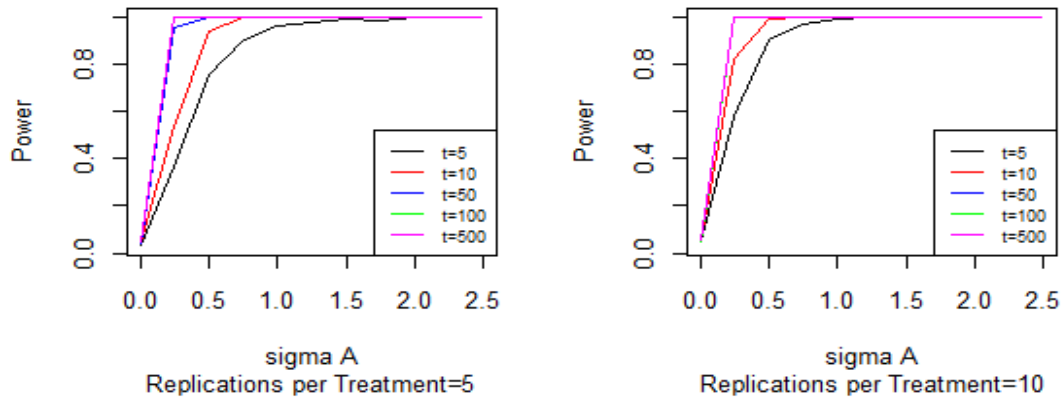 Power
0.0
0.4
0.8
t=5
t=10
t=50
t=100
t=500
0.0 0.5 1.0 1.5 2.0 2.5
sigma A
Replications per Treatment=5
Power
0.0
0.4
0.8
t=5
t=10
t=50
t=100
t=500
0.0 0.5 1.0 1.5 2.0 2.5
sigma A
Replications per Treatment=10